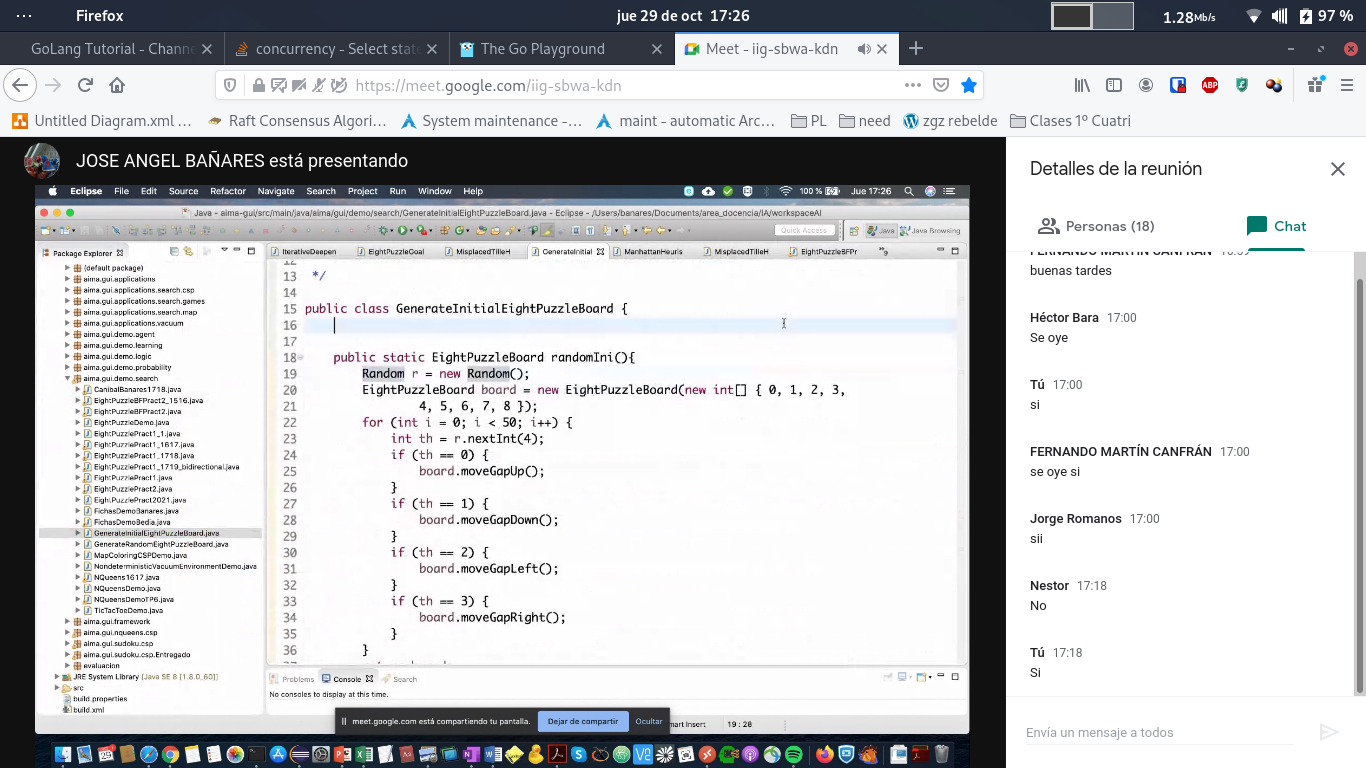 Firefox
jue 29 de oct 17:26
1.28 Mb/s
97 %
GoLang Tutorial - Channe
concurrency - Select state
The Go Playground
Meet - iig-sbwa-kdn
https://meet.google.com/iig-sbwa-kdn
Untitled Diagram.xml ...
Raft Consensus Algori...
System maintenance -...
maint - automatic Arc...
PL
need
zgz rebelde
Clases 1º Cuatri
JOSE ANGEL BAÑARES está presentando
Eclipse File Edit Source Refactor Navigate Search Project Run Window Help
100 %
Jue 17:26
Java - aima-gui/src/main/java/aima/gui/demo/search/GenerateInitialEightPuzzleBoard.java - Eclipse - /Users/banares/Documents/area_docencia/IA/workspaceAI
Quick Access
Java
Java Browsing
Package Explorer
(default package)
aima.gui.applications
aima.gui.applications.search.csp
aima.gui.applications.search.games
aima.gui.applications.search.map
aima.gui.applications.vacuum
aima.gui.demo.agent
aima.gui.demo.learning
aima.gui.demo.logic
aima.gui.demo.probability
aima.gui.demo.search
CanibalBanares1718.java
EightPuzzleBFPract2_1516.java
EightPuzzleBFPract2.java
EightPuzzleDemo.java
EightPuzzlePract1_1.java
EightPuzzlePract1_1617.java
EightPuzzlePract1_1718.java
EightPuzzlePract1_1719_bidirectional.java
EightPuzzlePract1.java
EightPuzzlePract2.java
EightPuzzlePract2021.java
FichasDemoBanares.java
FichasDemoBedia.java
GenerateInitialEightPuzzleBoard.java
GenerateRandomEightPuzzleBoard.java
MapColoringCSPDemo.java
NondeterministicVacuumEnvironmentDemo.java
NQueens1617.java
NQueensDemo.java
NQueensDemoTP6.java
TicTacToeDemo.java
aima.gui.framework
aima.gui.nqueens.csp
aima.gui.sudoku.csp
aima.gui.sudoku.csp.Entregado
evaluacion
JRE System Library [Java SE 8 [1.8.0_60]]
src
build.properties
build.xml
IterativeDeepen
EightPuzzleGoal
MisplacedTilleH
GenerateInitial
ManhattanHeuris
MisplacedTilleH
EightPuzzleBFPr
»9
12
13 */
14
15 public class GenerateInitialEightPuzzleBoard {
16
17
18 public static EightPuzzleBoard randomIni(){
19 Random r = new Random();
20 EightPuzzleBoard board = new EightPuzzleBoard(new int[] { 0, 1, 2, 3,
21 4, 5, 6, 7, 8 });
22 for (int i = 0; i < 50; i++) {
23 int th = r.nextInt(4);
24 if (th == 0) {
25 board.moveGapUp();
26 }
27 if (th == 1) {
28 board.moveGapDown();
29 }
30 if (th == 2) {
31 board.moveGapLeft();
32 }
33 if (th == 3) {
34 board.moveGapRight();
35 }
36 }
Problems
Console
Search
No consoles to display at this time.
meet.google.com está compartiendo tu pantalla.
Dejar de compartir
Ocultar
mart Insert
19 : 28
Detalles de la reunión
Personas (18)
Chat
FERNANDO MARTÍN CANFRÁN 16:59
buenas tardes
Héctor Bara 17:00
Se oye
Tú 17:00
si
FERNANDO MARTÍN CANFRÁN 17:00
se oye si
Jorge Romanos 17:00
sii
Nestor 17:18
No
Tú 17:18
Si
Envía un mensaje a todos